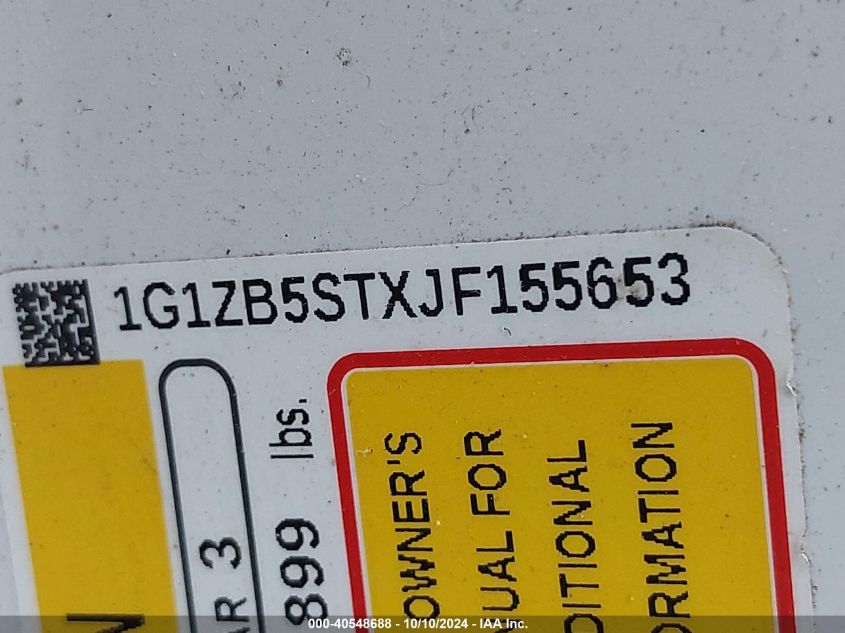 1G1ZB5STXJF155653
AR 3
899 lbs.
OWNER'S
UAL FOR
DITIONAL
ORMATION
N
000-40548688 - 10/10/2024 - IAA Inc.